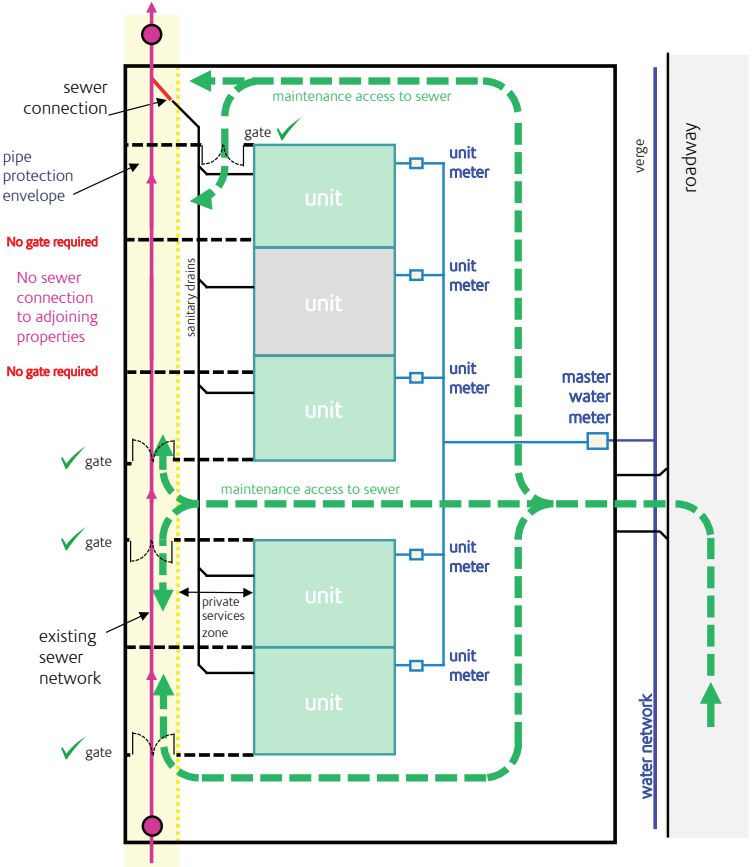 sewer
connection
maintenance access to sewer
gate
pipe
protection
envelope
unit
meter
unit
verge
roadway
No gate required
No sewer
connection
to adjoining
properties
sanitary drains
unit
meter
unit
No gate required
unit
meter
unit
master
water
meter
gate
maintenance access to sewer
gate
unit
meter
private
services
zone
unit
existing
sewer
network
unit
meter
unit
gate
water network